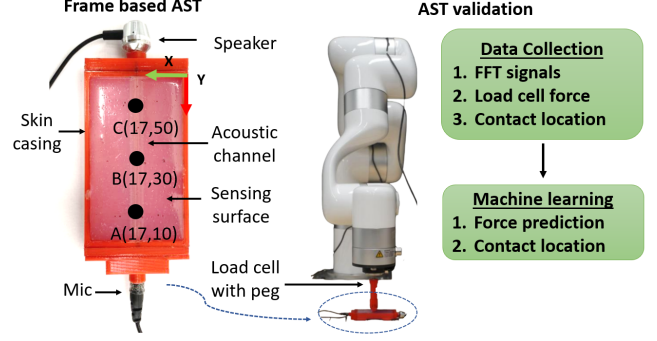 Frame based AST
Speaker
X
Y
Skin
casing
C(17,50)
Acoustic
channel
B(17,30)
Sensing
surface
A(17,10)
Mic
AST validation
Load cell
with peg
Data Collection
1. FFT signals
2. Load cell force
3. Contact location
Machine learning
1. Force prediction
2. Contact location